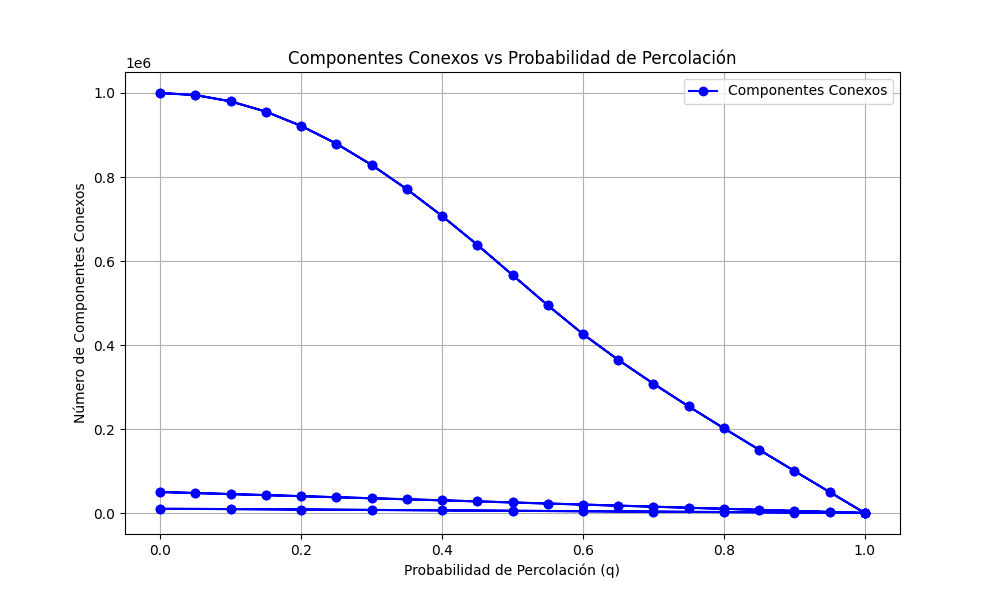 Componentes Conexos vs Probabilidad de Percolación
1e6
Componentes Conexos
1.0
0.8
0.6
0.4
0.2
0.0
Número de Componentes Conexos
0.0 0.2 0.4 0.6 0.8 1.0
Probabilidad de Percolación (q)